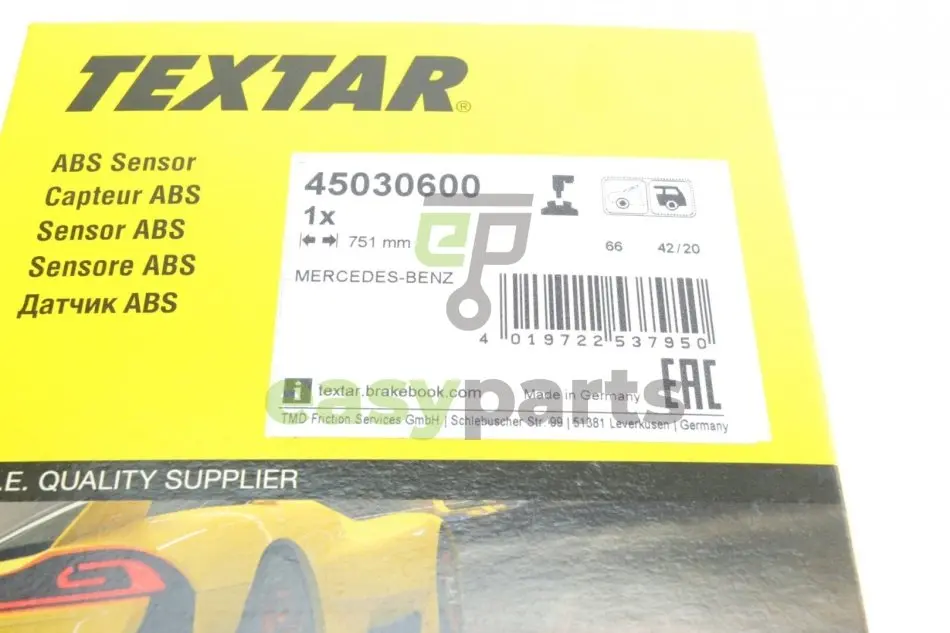 TEXTAR®
ABS Sensor
Capteur ABS
Sensor ABS
Sensore ABS
Датчик ABS
45030600
1x
751 mm
66 42/20
MERCEDES-BENZ
4 019722 537950
EAC
i textar.brakebook.com Made in Germany
TMD Friction Services GmbH | Schlebuscher Str. 99 | 51381 Leverkusen | Germany
ep
easyparts
.E. QUALITY SUPPLIER